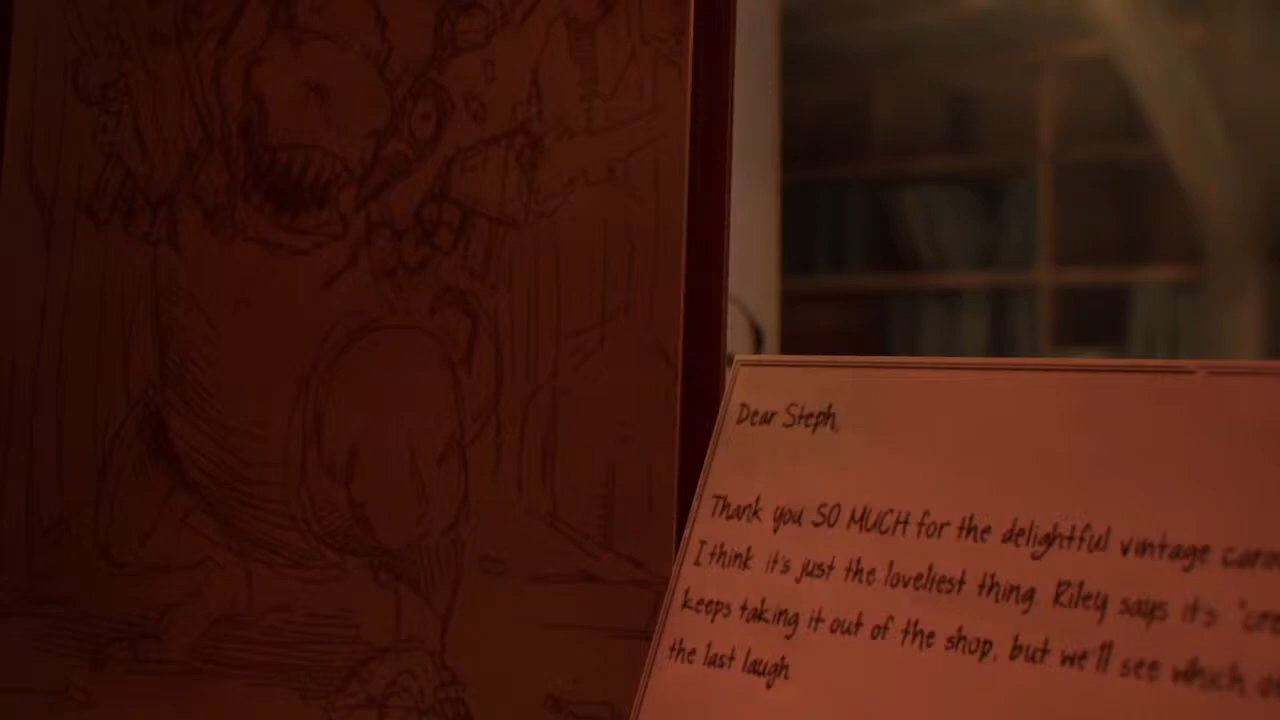 Dear Steph,
Thank you SO MUCH for the delightful vintage
I think it's just the loveliest thing. Riley says it's
keeps taking it out of the shop, but we'll see which
the last laugh